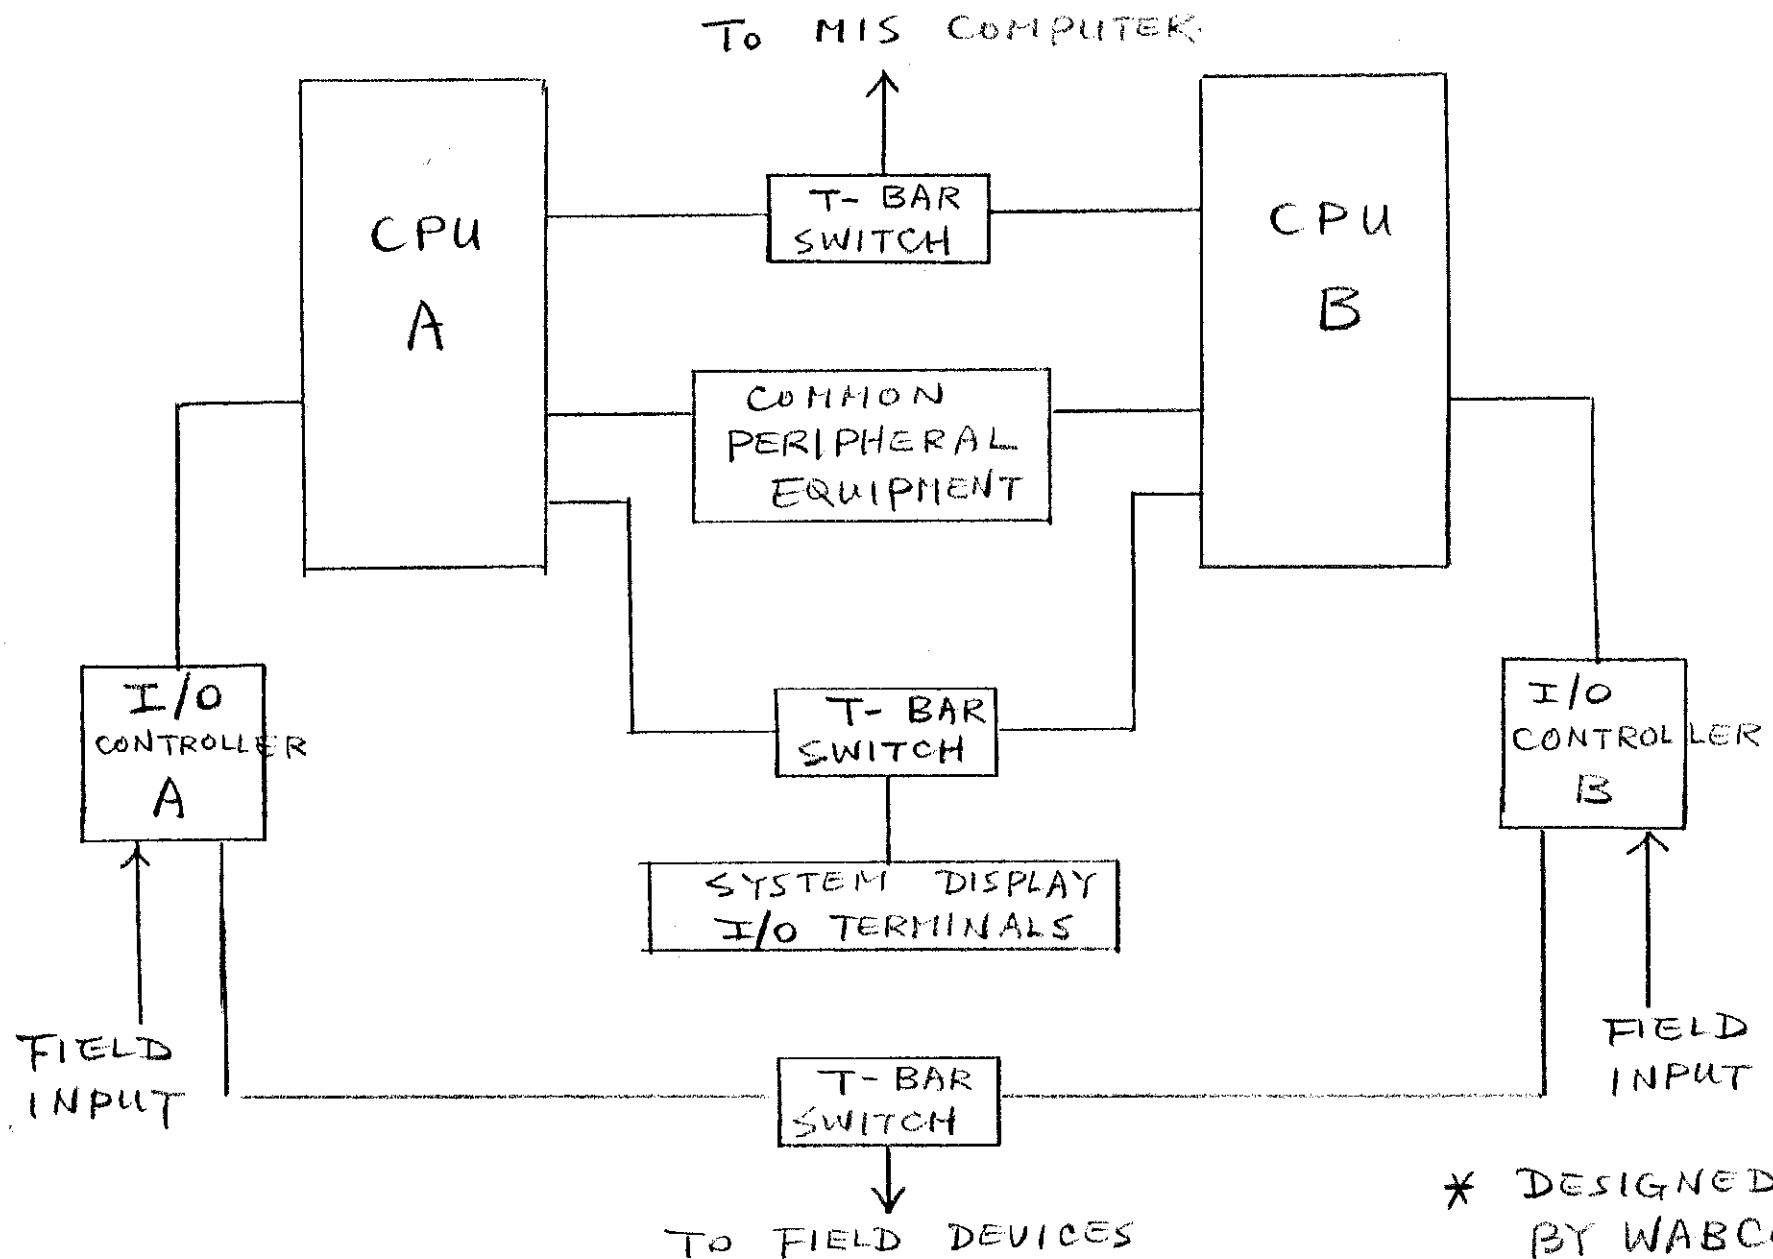 To MIS COMPUTER
CPU
A
T-BAR
SWITCH
CPU
B
COMMON
PERIPHERAL
EQUIPMENT
I/O
CONTROLLER
A
T-BAR
SWITCH
I/O
CONTROLLER
B
SYSTEM DISPLAY
I/O TERMINALS
FIELD
INPUT
T-BAR
SWITCH
FIELD
INPUT
To FIELD DEVICES
* DESIGNED
BY